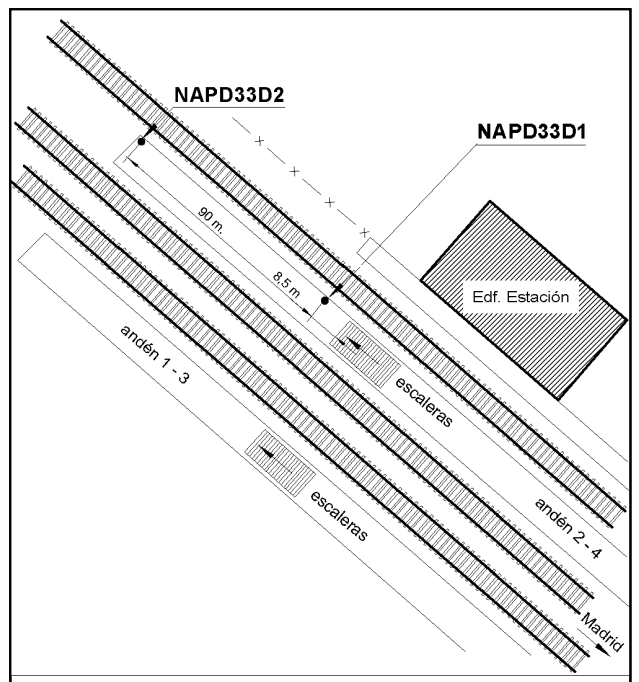 NAPD33D2
NAPD33D1
90 m.
8,5 m
Edf. Estación
andén 1 - 3
escaleras
escaleras
andén 2 - 4
Madrid